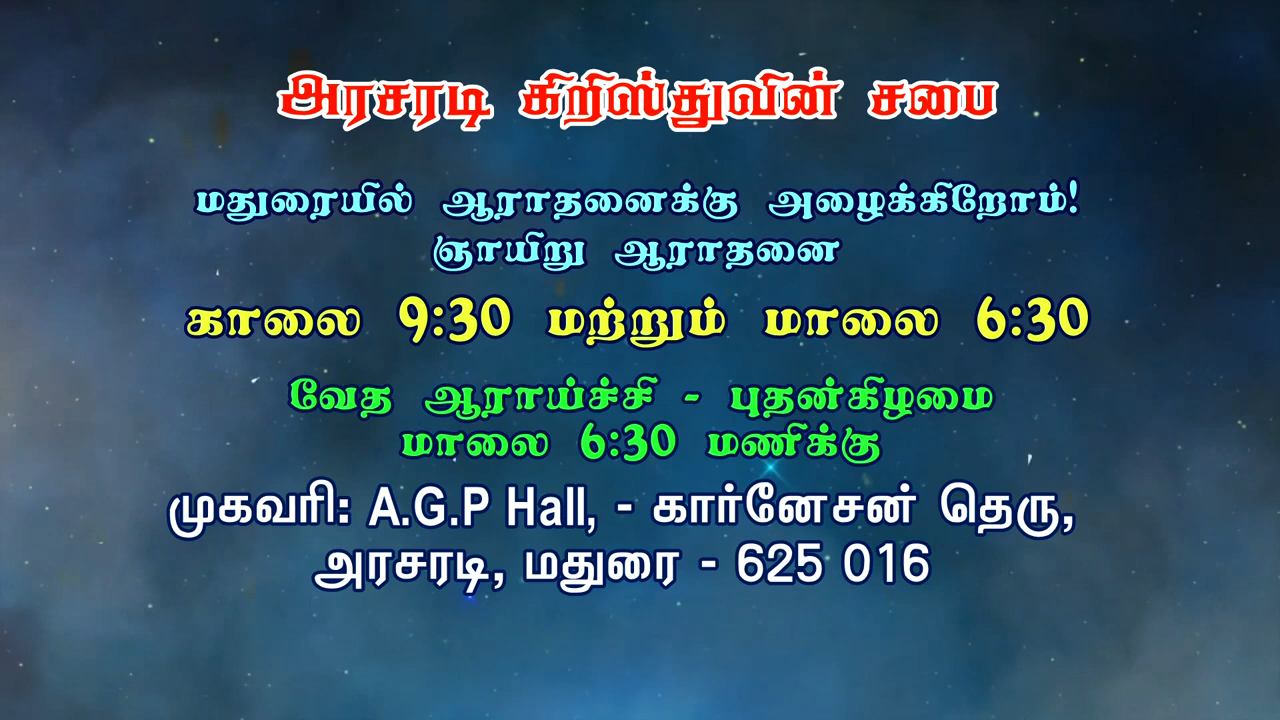 அரசரடி கிறிஸ்துவின் சபை
மதுரையில் ஆராதனைக்கு அழைக்கிறோம்!
ஞாயிறு ஆராதனை
காலை 9:30 மற்றும் மாலை 6:30
வேத ஆராய்ச்சி - புதன்கிழமை
மாலை 6:30 மணிக்கு
முகவரி: A.G.P Hall, - கார்னேசன் தெரு,
அரசரடி, மதுரை - 625 016